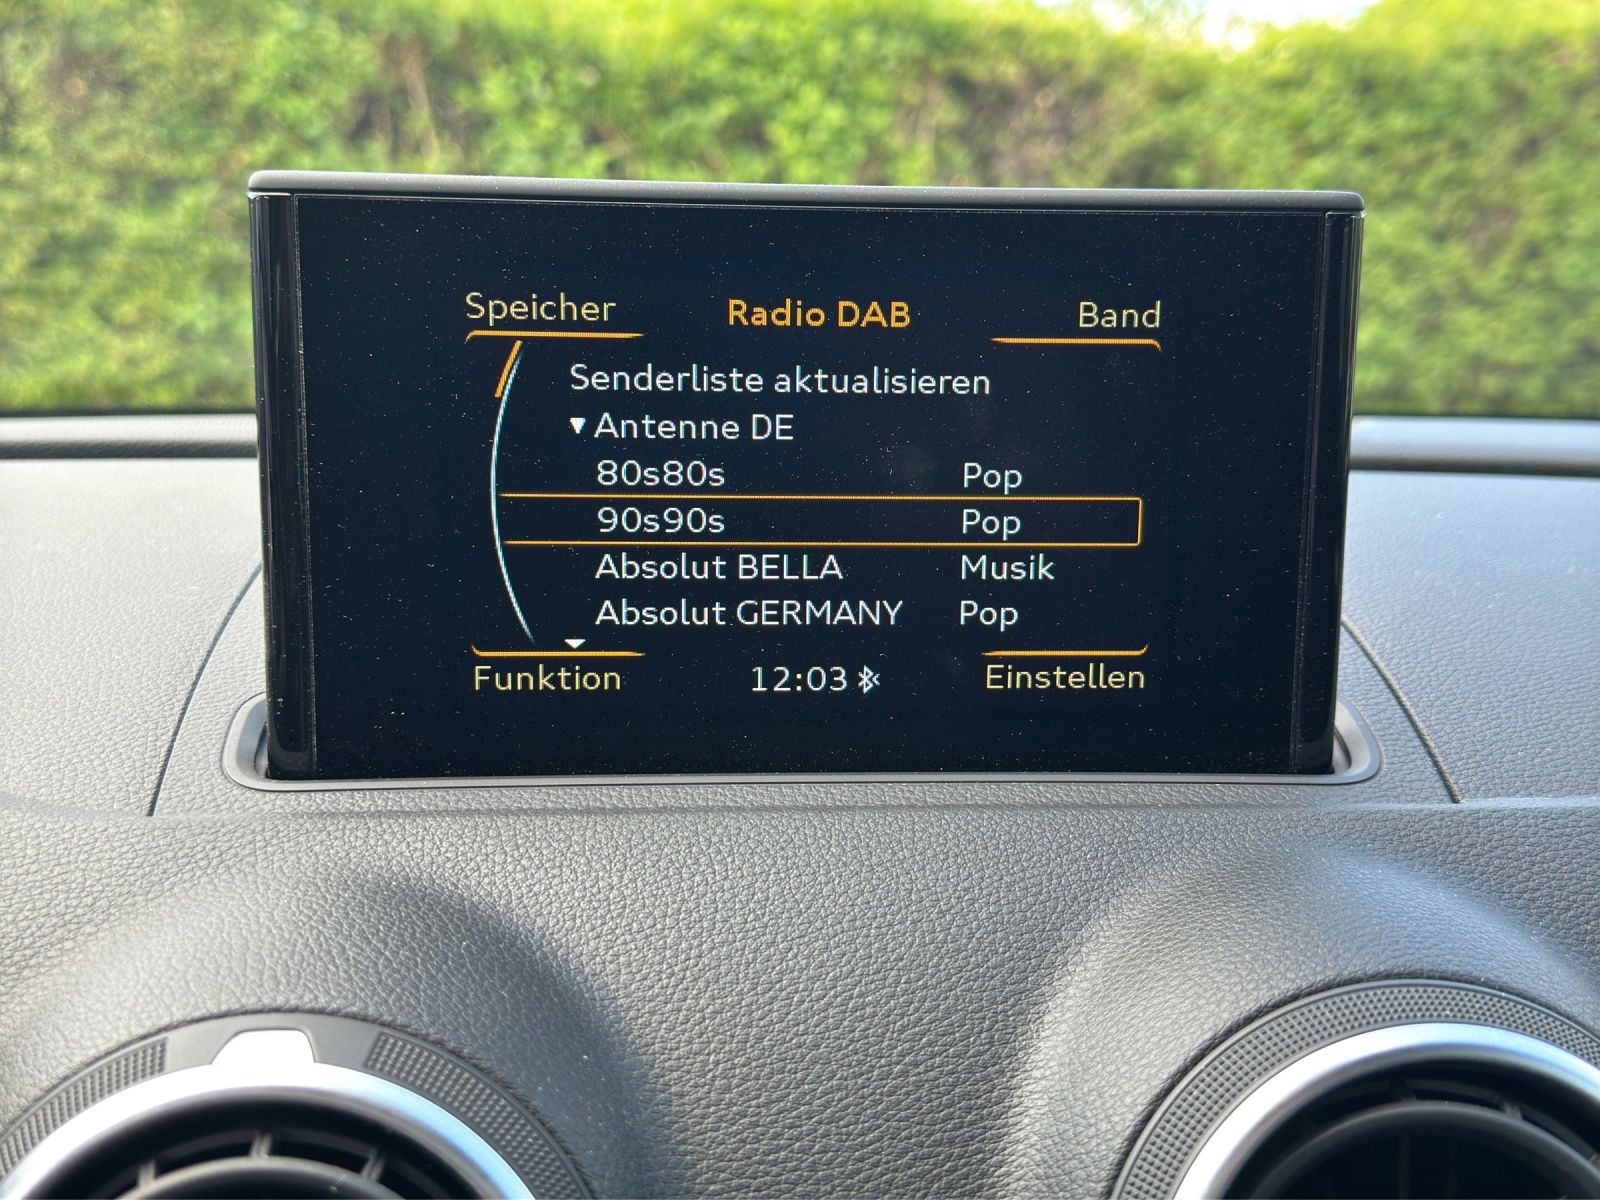 Speicher Radio DAB Band
Senderliste aktualisieren
▼ Antenne DE
80s80s Pop
90s90s Pop
Absolut BELLA Musik
Absolut GERMANY Pop
Funktion 12:03 Einstellen